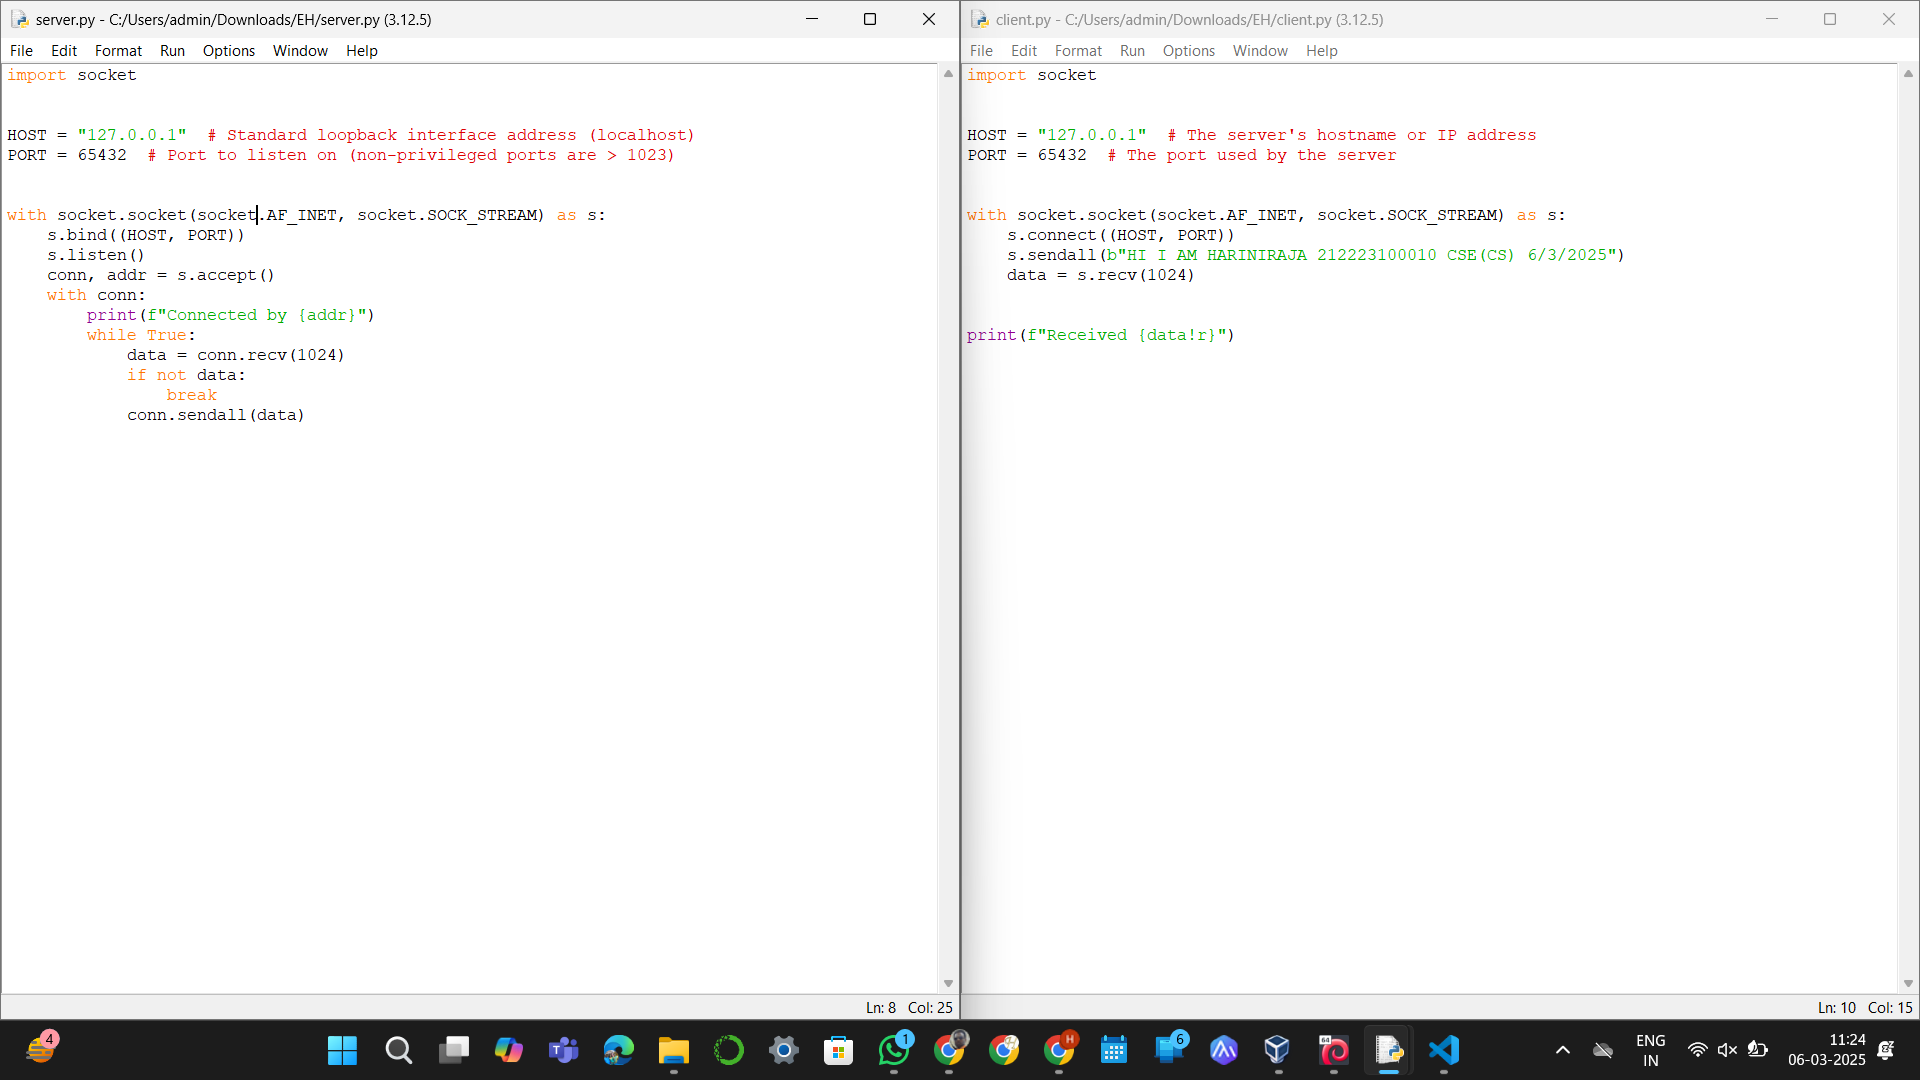 server.py - C:/Users/admin/Downloads/EH/server.py (3.12.5)
File Edit Format Run Options Window Help
import socket
HOST = "127.0.0.1"  # Standard loopback interface address (localhost)
PORT = 65432  # Port to listen on (non-privileged ports are > 1023)
with socket.socket(socket.AF_INET, socket.SOCK_STREAM) as s:
    s.bind((HOST, PORT))
    s.listen()
    conn, addr = s.accept()
    with conn:
        print(f"Connected by {addr}")
        while True:
            data = conn.recv(1024)
            if not data:
                break
            conn.sendall(data)
Ln: 8 Col: 25
client.py - C:/Users/admin/Downloads/EH/client.py (3.12.5)
File Edit Format Run Options Window Help
import socket
HOST = "127.0.0.1"  # The server's hostname or IP address
PORT = 65432  # The port used by the server
with socket.socket(socket.AF_INET, socket.SOCK_STREAM) as s:
    s.connect((HOST, PORT))
    s.sendall(b"HI I AM HARINIRAJA 212223100010 CSE(CS) 6/3/2025")
    data = s.recv(1024)
print(f"Received {data!r}")
Ln: 10 Col: 15
4
T
1
H
6
64
ENG
IN
11:24
06-03-2025